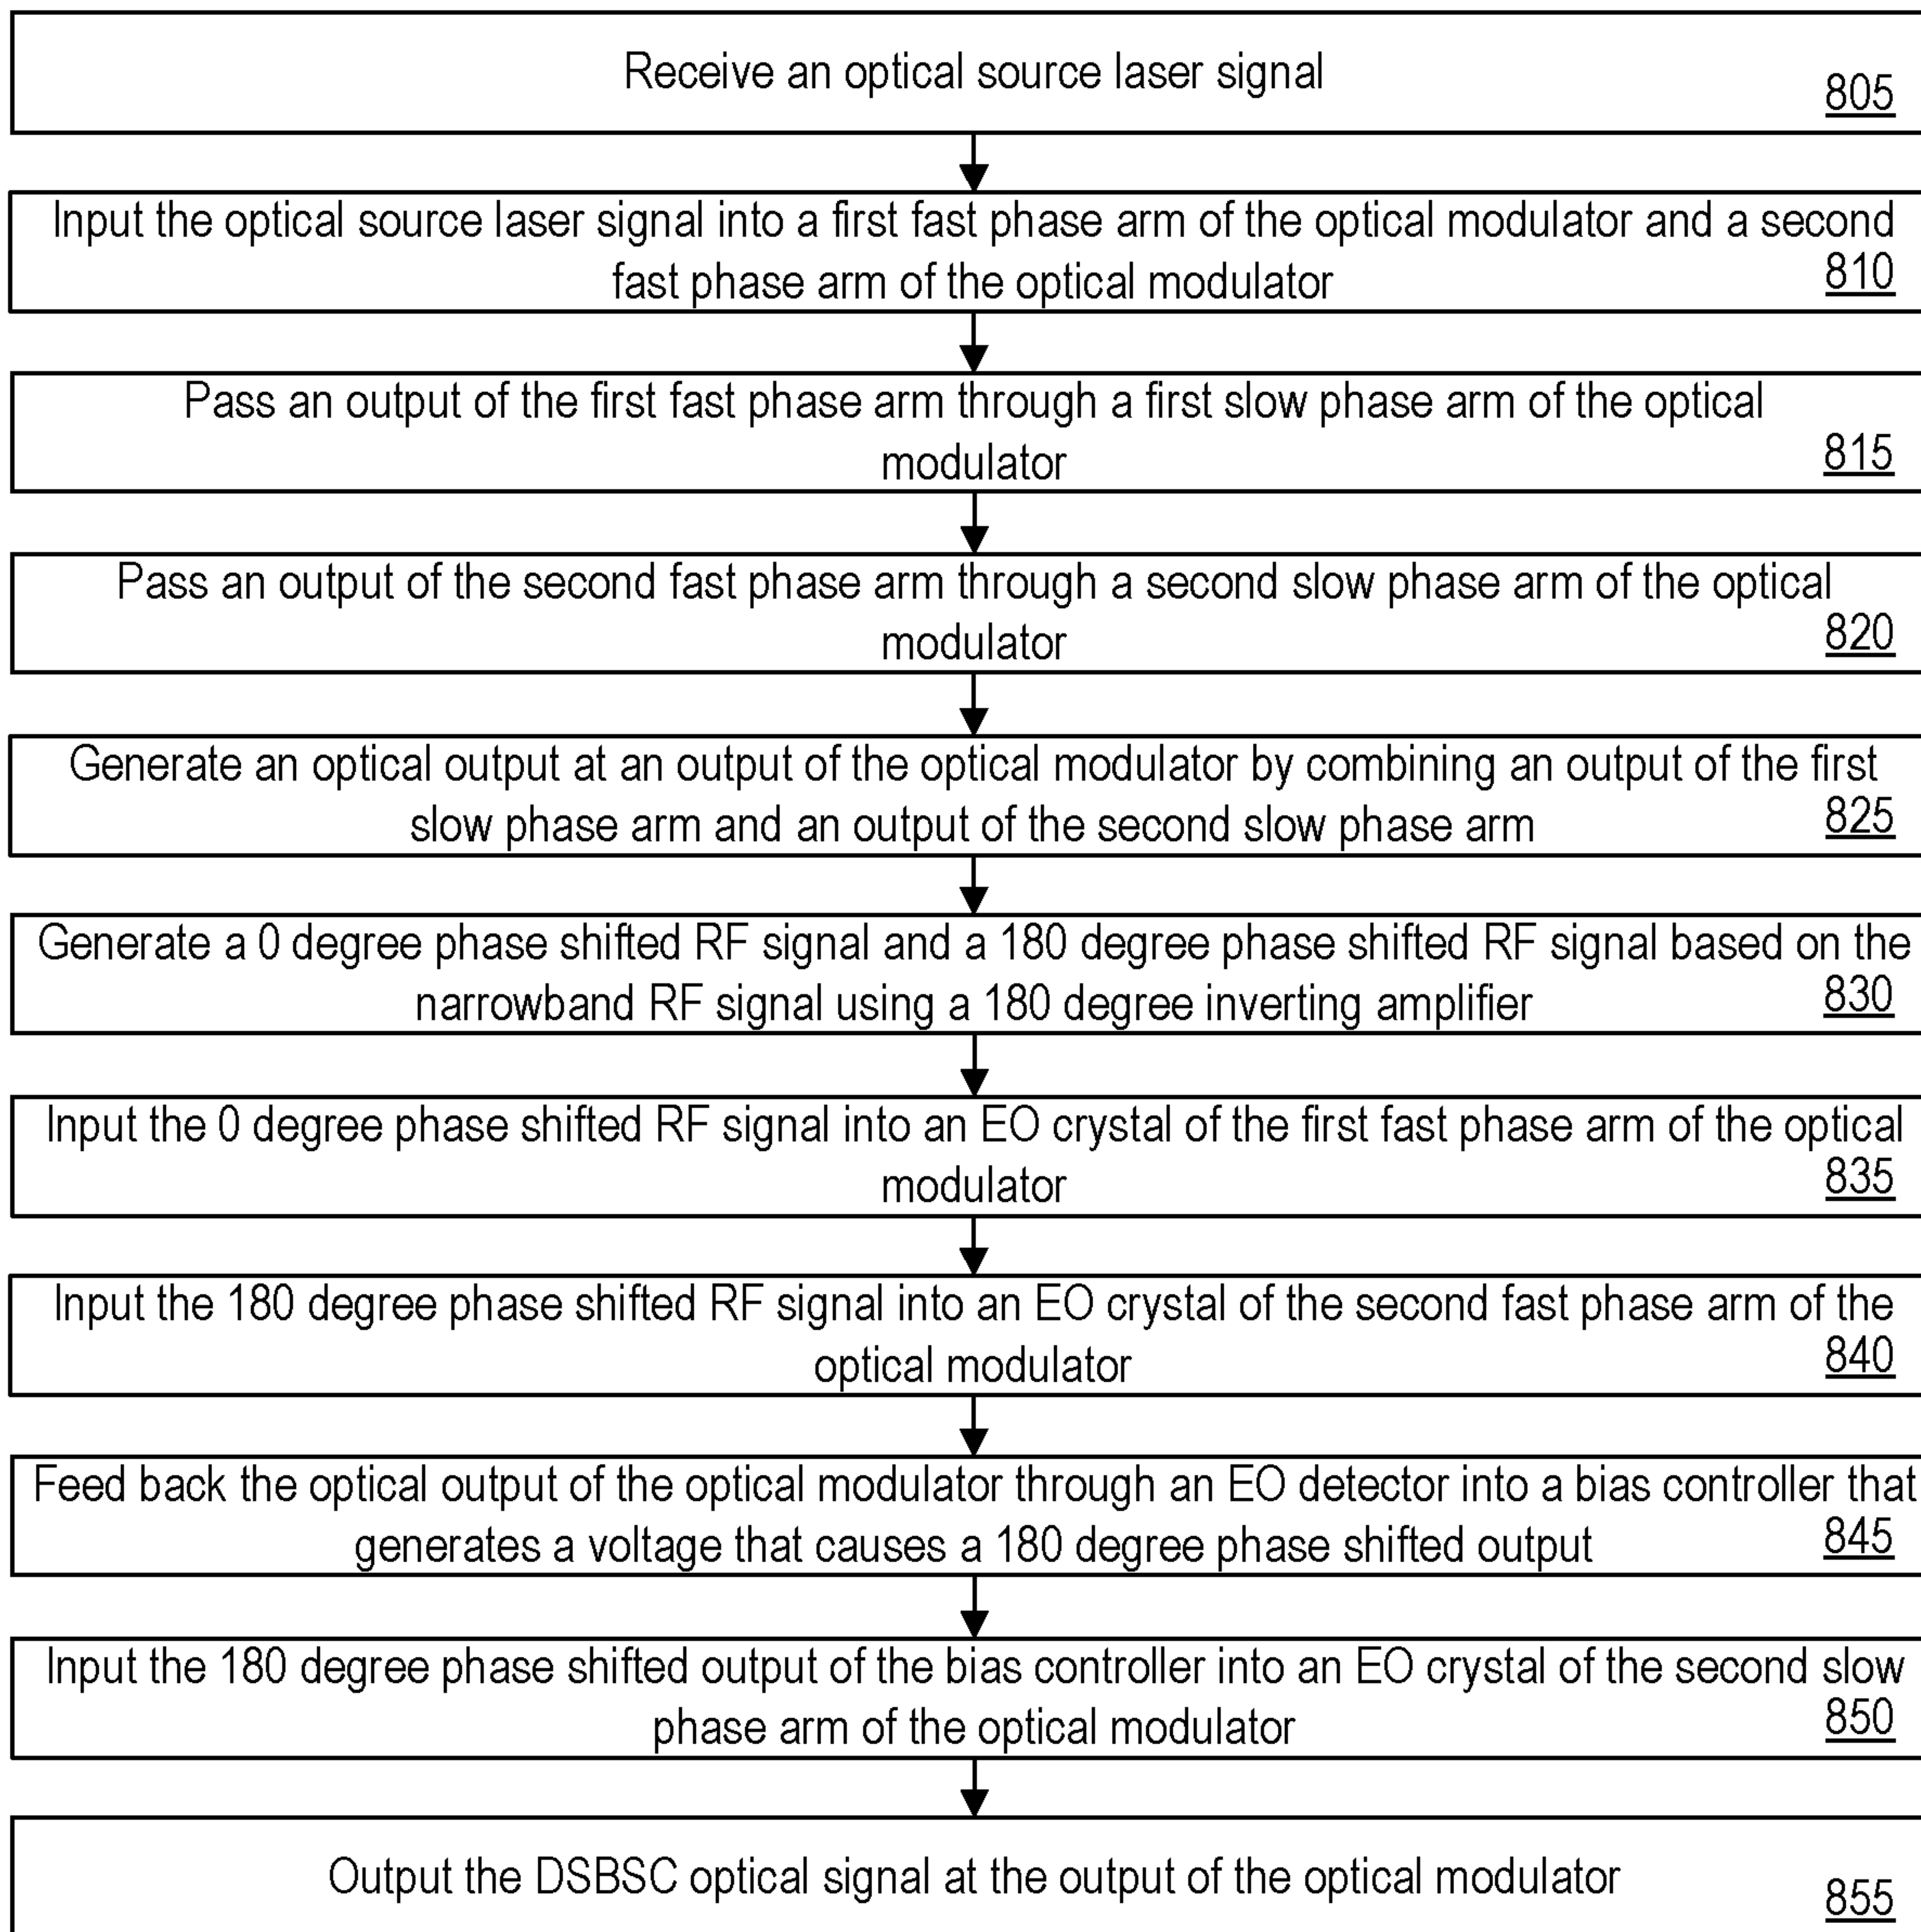 Receive an optical source laser signal
805
Input the optical source laser signal into a first fast phase arm of the optical modulator and a second
fast phase arm of the optical modulator
810
Pass an output of the first fast phase arm through a first slow phase arm of the optical
modulator
815
Pass an output of the second fast phase arm through a second slow phase arm of the optical
modulator
820
Generate an optical output at an output of the optical modulator by combining an output of the first
slow phase arm and an output of the second slow phase arm
825
Generate a 0 degree phase shifted RF signal and a 180 degree phase shifted RF signal based on the
narrowband RF signal using a 180 degree inverting amplifier
830
Input the 0 degree phase shifted RF signal into an EO crystal of the first fast phase arm of the optical
modulator
835
Input the 180 degree phase shifted RF signal into an EO crystal of the second fast phase arm of the
optical modulator
840
Feed back the optical output of the optical modulator through an EO detector into a bias controller that
generates a voltage that causes a 180 degree phase shifted output
845
Input the 180 degree phase shifted output of the bias controller into an EO crystal of the second slow
phase arm of the optical modulator
850
Output the DSBSC optical signal at the output of the optical modulator
855